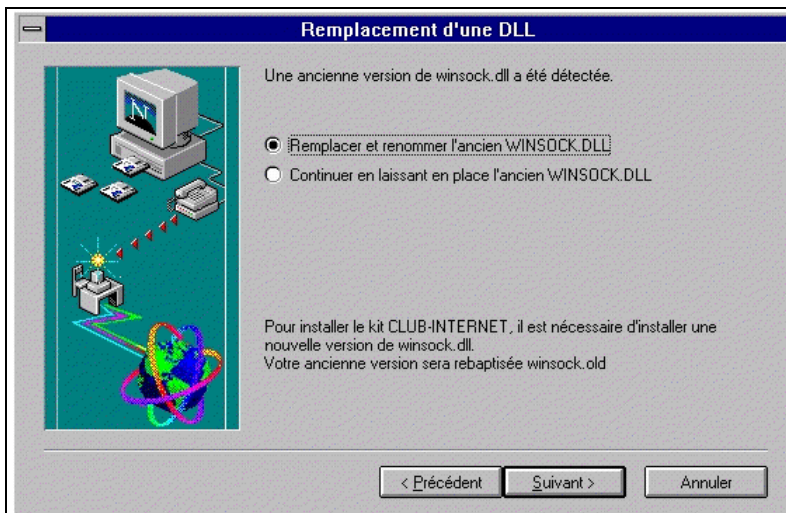 Remplacement d'une DLL
Une ancienne version de winsock.dll a été détectée.
Remplacer et renommer l'ancien WINSOCK.DLL
Continuer en laissant en place l'ancien WINSOCK.DLL
Pour installer le kit CLUB-INTERNET, il est nécessaire d'installer une
nouvelle version de winsock.dll.
Votre ancienne version sera rebaptisée winsock.old
< Précédent
Suivant >
Annuler
N